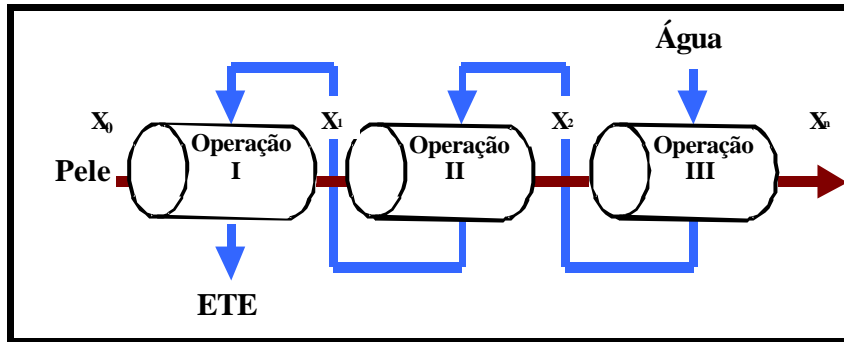 Água
X₀
X₁
X₂
Xₙ
Pele
Operação
I
Operação
II
Operação
III
ETE